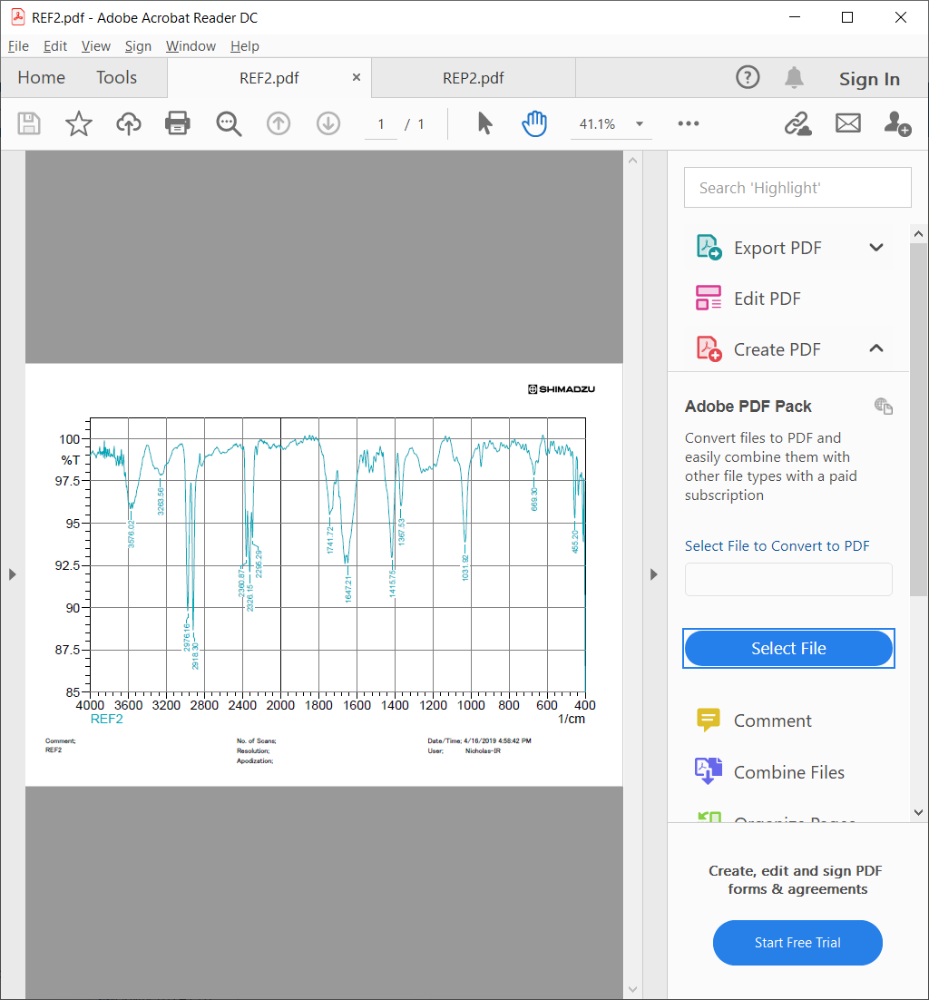 REF2.pdf - Adobe Acrobat Reader DC
File Edit View Sign Window Help
Home Tools REF2.pdf × REP2.pdf ? Sign In
1 / 1 41.1%
Search 'Highlight'
Export PDF
Edit PDF
Create PDF
Adobe PDF Pack
Convert files to PDF and
easily combine them with
other file types with a paid
subscription
Select File to Convert to PDF
Select File
Comment
Combine Files
Organize Pages
Create, edit and sign PDF
forms & agreements
Start Free Trial
SHIMADZU
100
%T
97.5
95
92.5
90
87.5
85
3576.02
3263.56
2976.16
2918.30
2360.87
2326.15
2295.29
1741.72
1647.21
1415.75
1367.53
1031.92
669.30
455.20
4000 3600 3200 2800 2400 2000 1800 1600 1400 1200 1000 800 600 400
REF2 1/cm
Comment;
REF2
No. of Scans;
Resolution;
Apodization;
Date/Time; 4/16/2019 4:58:42 PM
User; Nicholas-IR